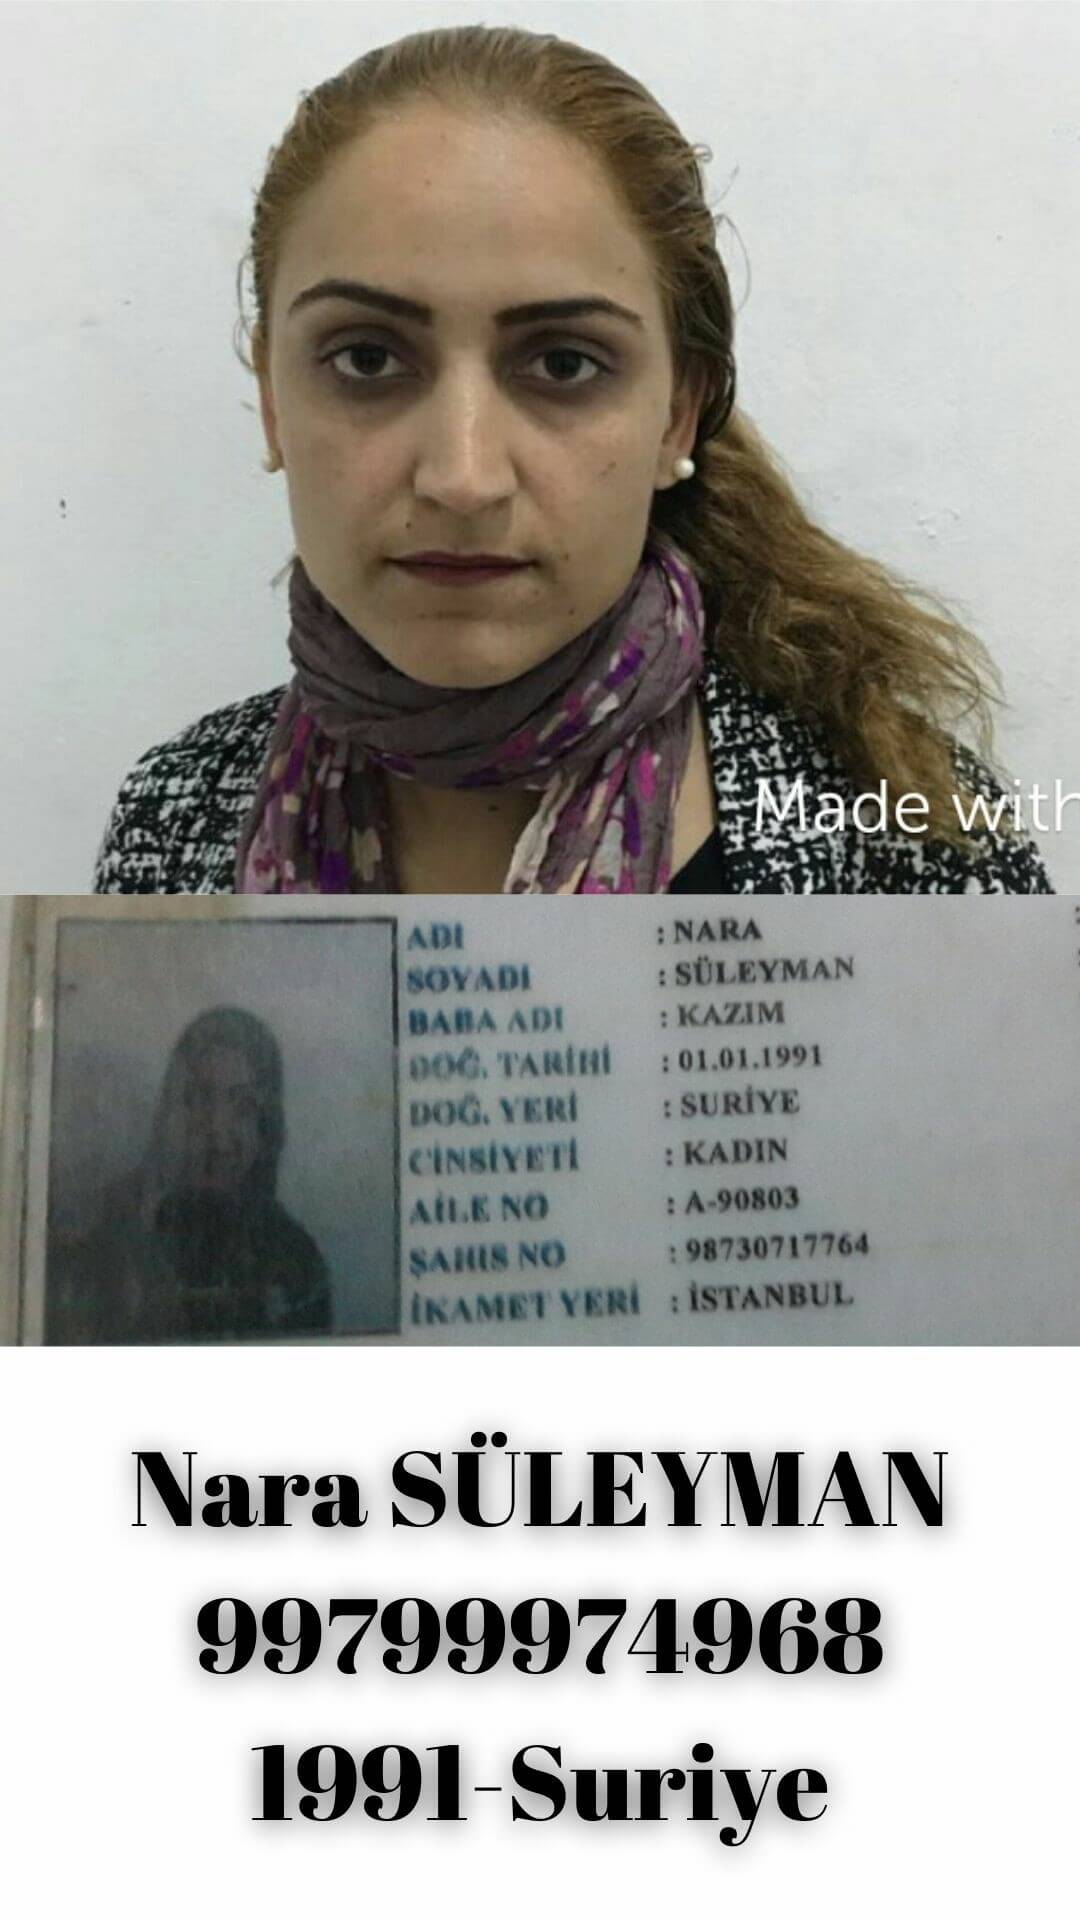 Made with
ADI : NARA
SOYADI : SÜLEYMAN
BABA ADI : KAZIM
DOĞ. TARİHİ : 01.01.1991
DOĞ. YERİ : SURİYE
CİNSİYETİ : KADIN
AİLE NO : A-90803
ŞAHIS NO : 98730717764
İKAMET YERİ : İSTANBUL
Nara SÜLEYMAN
99799974968
1991-Suriye